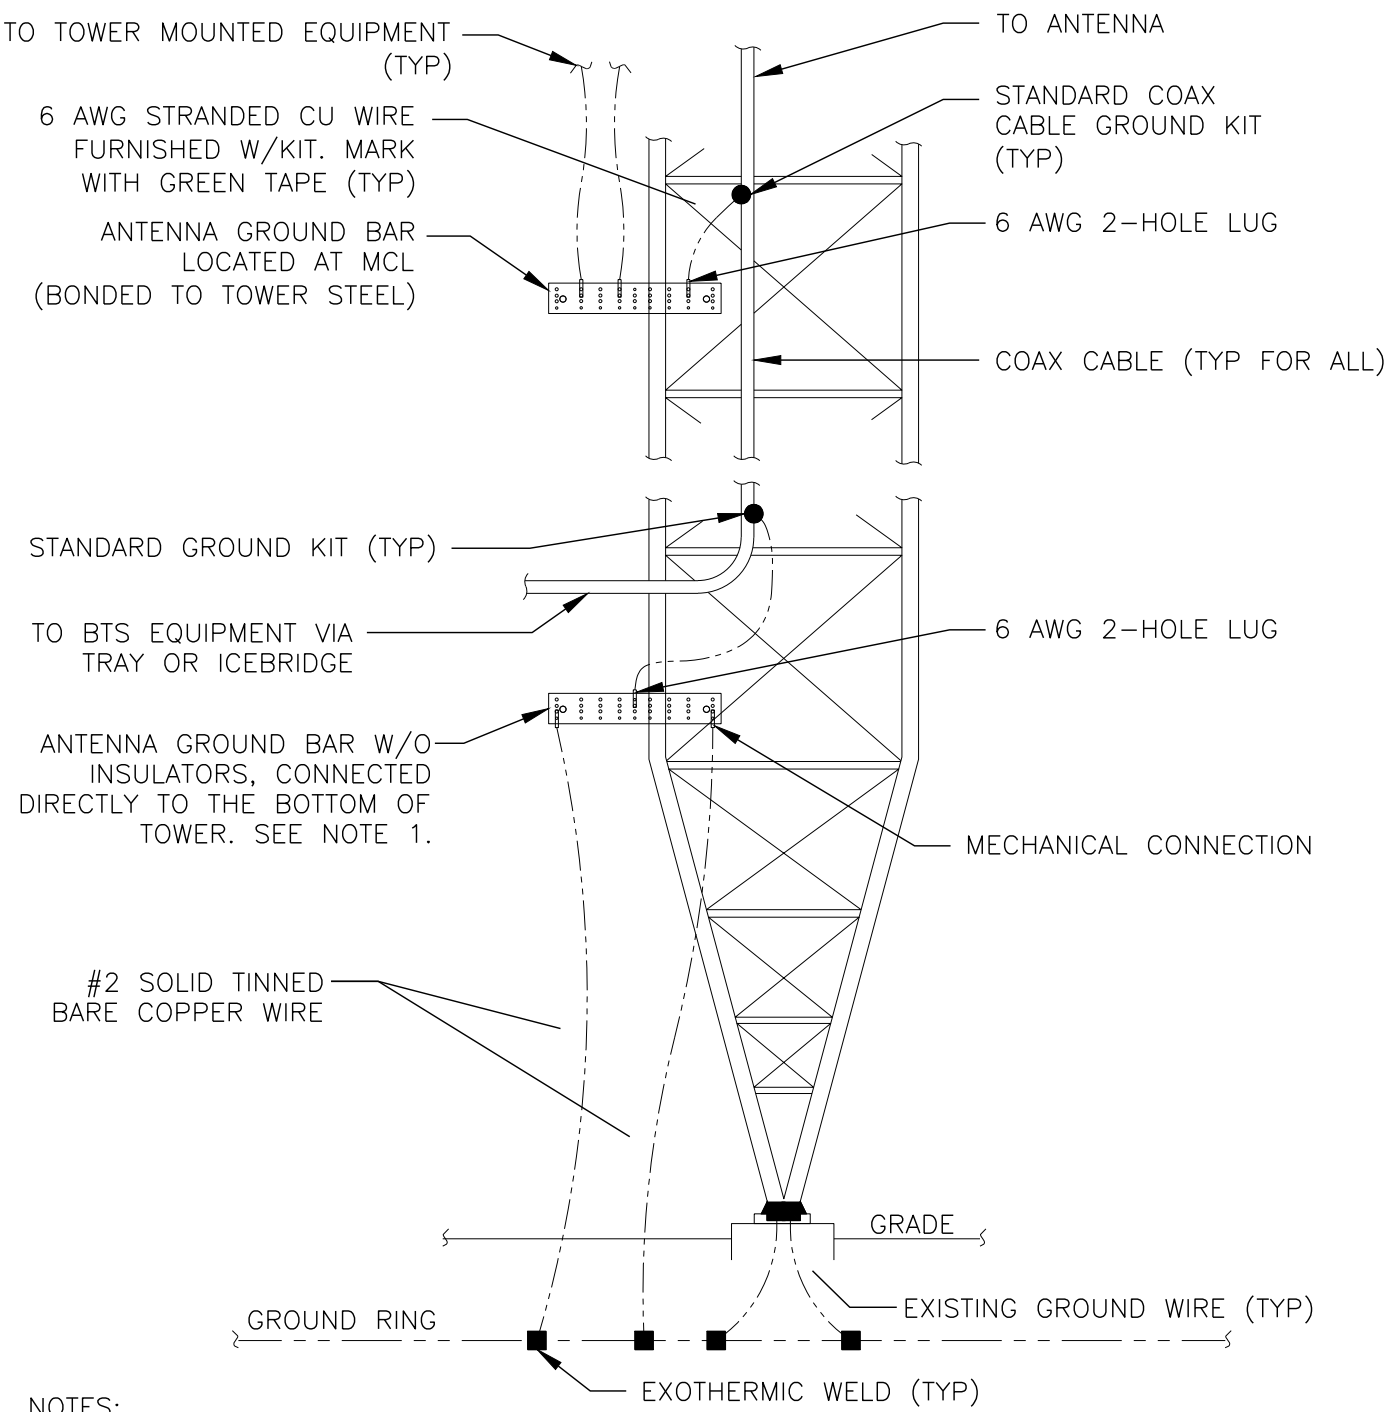 TO TOWER MOUNTED EQUIPMENT
(TYP)
6 AWG STRANDED CU WIRE
FURNISHED W/KIT. MARK
WITH GREEN TAPE (TYP)
ANTENNA GROUND BAR
LOCATED AT MCL
(BONDED TO TOWER STEEL)
TO ANTENNA
STANDARD COAX
CABLE GROUND KIT
(TYP)
6 AWG 2-HOLE LUG
COAX CABLE (TYP FOR ALL)
STANDARD GROUND KIT (TYP)
TO BTS EQUIPMENT VIA
TRAY OR ICEBRIDGE
6 AWG 2-HOLE LUG
ANTENNA GROUND BAR W/O
INSULATORS, CONNECTED
DIRECTLY TO THE BOTTOM OF
TOWER. SEE NOTE 1.
MECHANICAL CONNECTION
#2 SOLID TINNED
BARE COPPER WIRE
GRADE
EXISTING GROUND WIRE (TYP)
GROUND RING
EXOTHERMIC WELD (TYP)
NOTES: